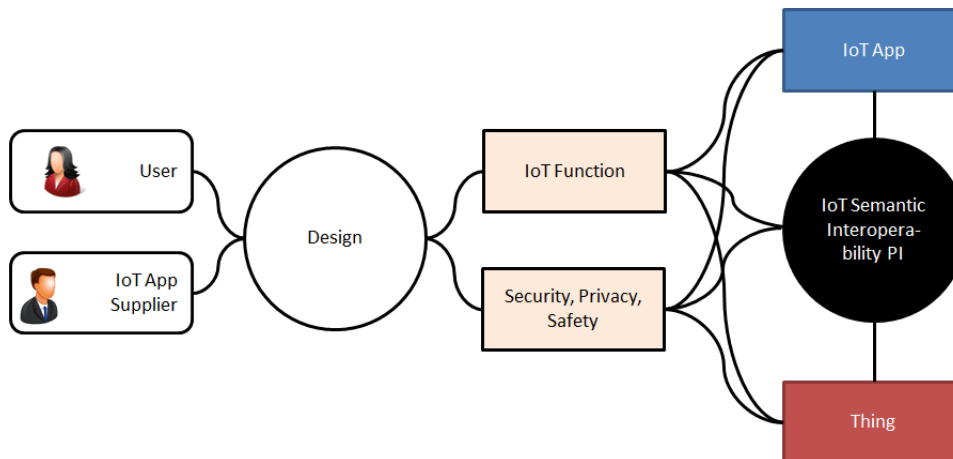 User
IoT App
Supplier
Design
IoT Function
Security, Privacy,
Safety
IoT App
IoT Semantic
Interopera-
bility PI
Thing